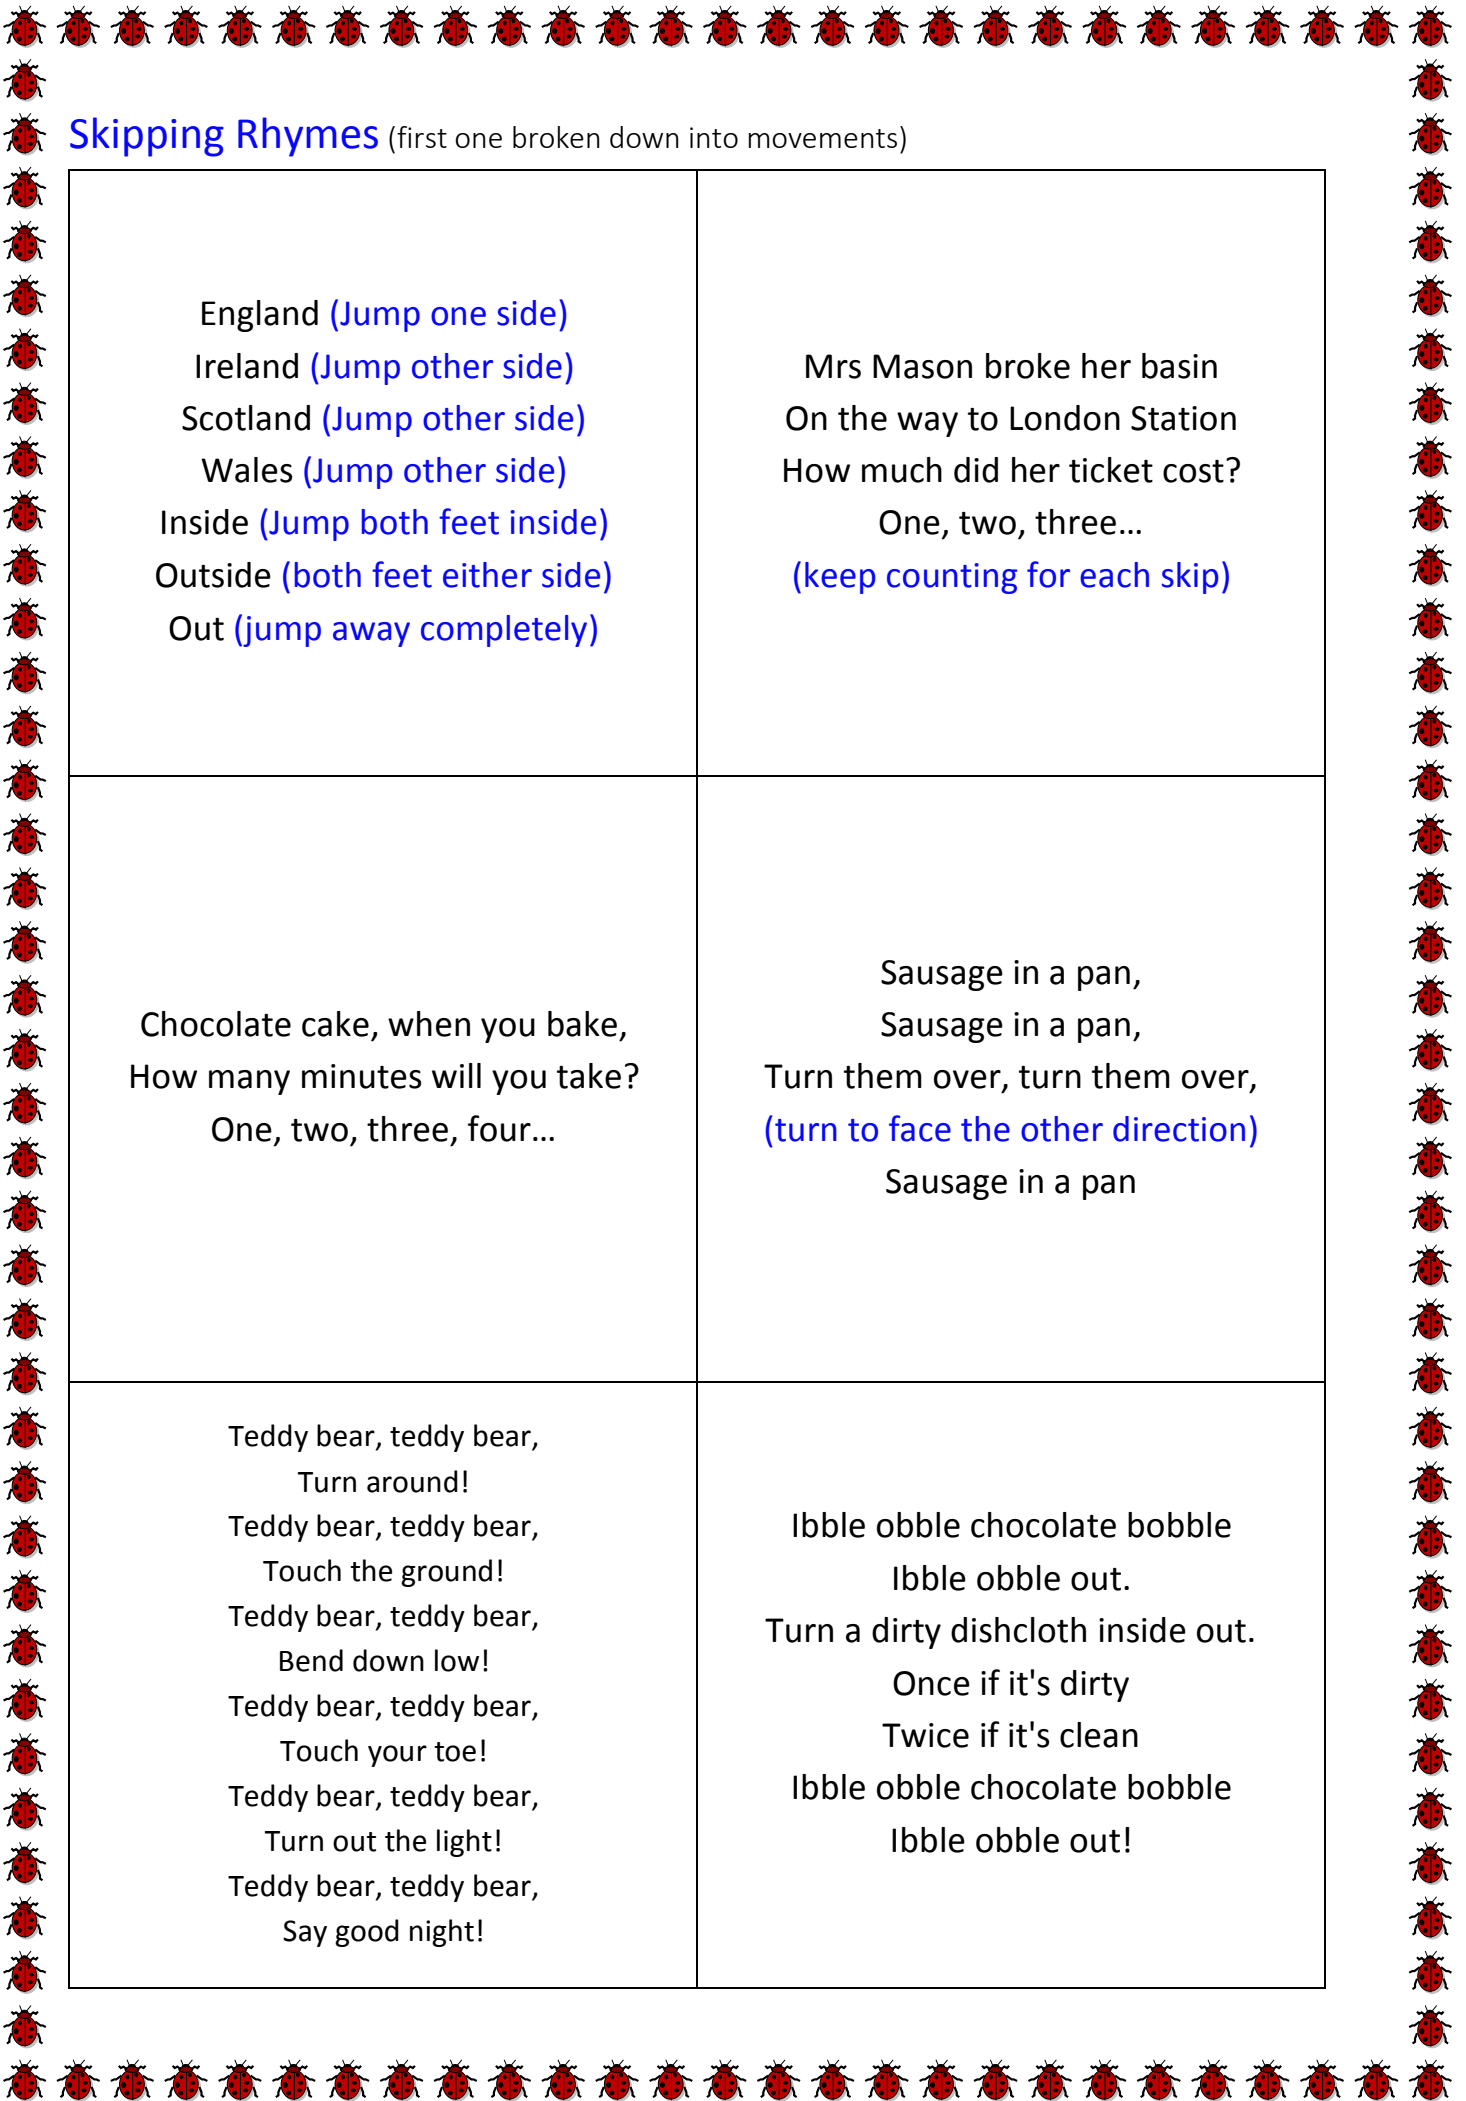 Skipping Rhymes (first one broken down into movements)
England (Jump one side)
Ireland (Jump other side)
Scotland (Jump other side)
Wales (Jump other side)
Inside (Jump both feet inside)
Outside (both feet either side)
Out (jump away completely)
Mrs Mason broke her basin
On the way to London Station
How much did her ticket cost?
One, two, three…
(keep counting for each skip)
Chocolate cake, when you bake,
How many minutes will you take?
One, two, three, four…
Sausage in a pan,
Sausage in a pan,
Turn them over, turn them over,
(turn to face the other direction)
Sausage in a pan
Teddy bear, teddy bear,
Turn around!
Teddy bear, teddy bear,
Touch the ground!
Teddy bear, teddy bear,
Bend down low!
Teddy bear, teddy bear,
Touch your toe!
Teddy bear, teddy bear,
Turn out the light!
Teddy bear, teddy bear,
Say good night!
Ibble obble chocolate bobble
Ibble obble out.
Turn a dirty dishcloth inside out.
Once if it's dirty
Twice if it's clean
Ibble obble chocolate bobble
Ibble obble out!